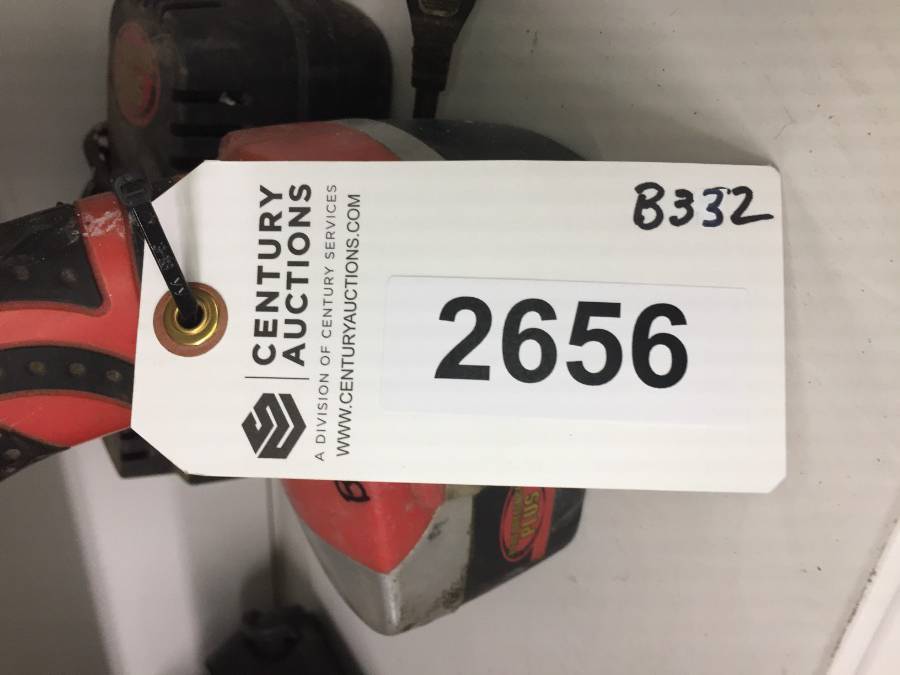 B332
2656
CENTURY
AUCTIONS
A DIVISION OF CENTURY SERVICES
WWW.CENTURYAUCTIONS.COM
PLUS